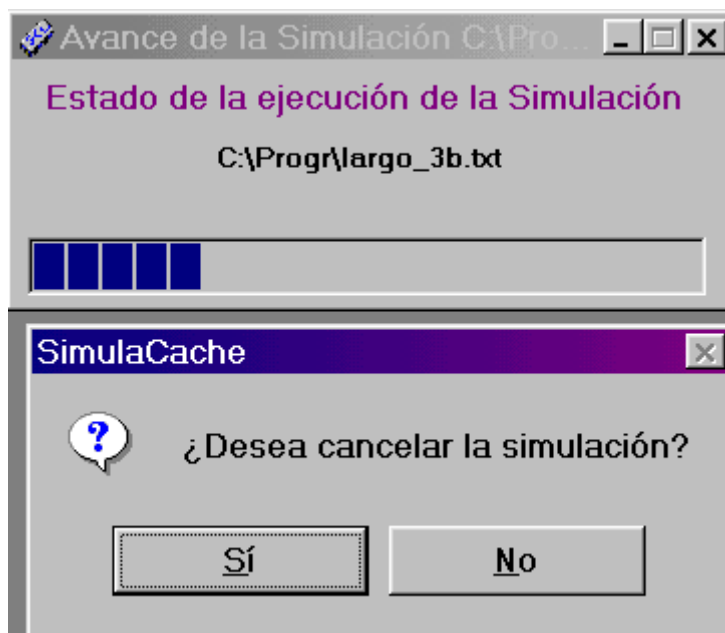 Avance de la Simulación C:\Pro...
Estado de la ejecución de la Simulación
C:\Progr\largo_3b.txt
SimulaCache
¿Desea cancelar la simulación?
Sí
No